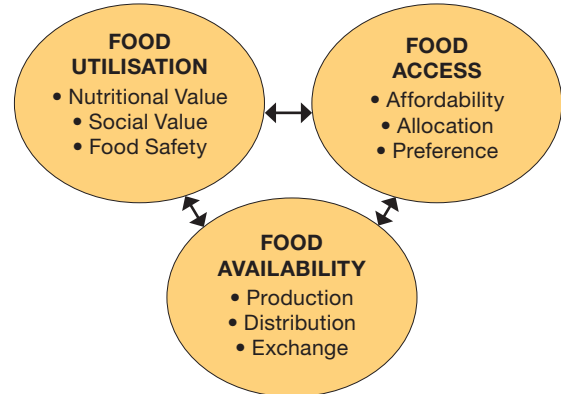 FOOD
UTILISATION
• Nutritional Value
• Social Value
• Food Safety
FOOD
ACCESS
• Affordability
• Allocation
• Preference
FOOD
AVAILABILITY
• Production
• Distribution
• Exchange